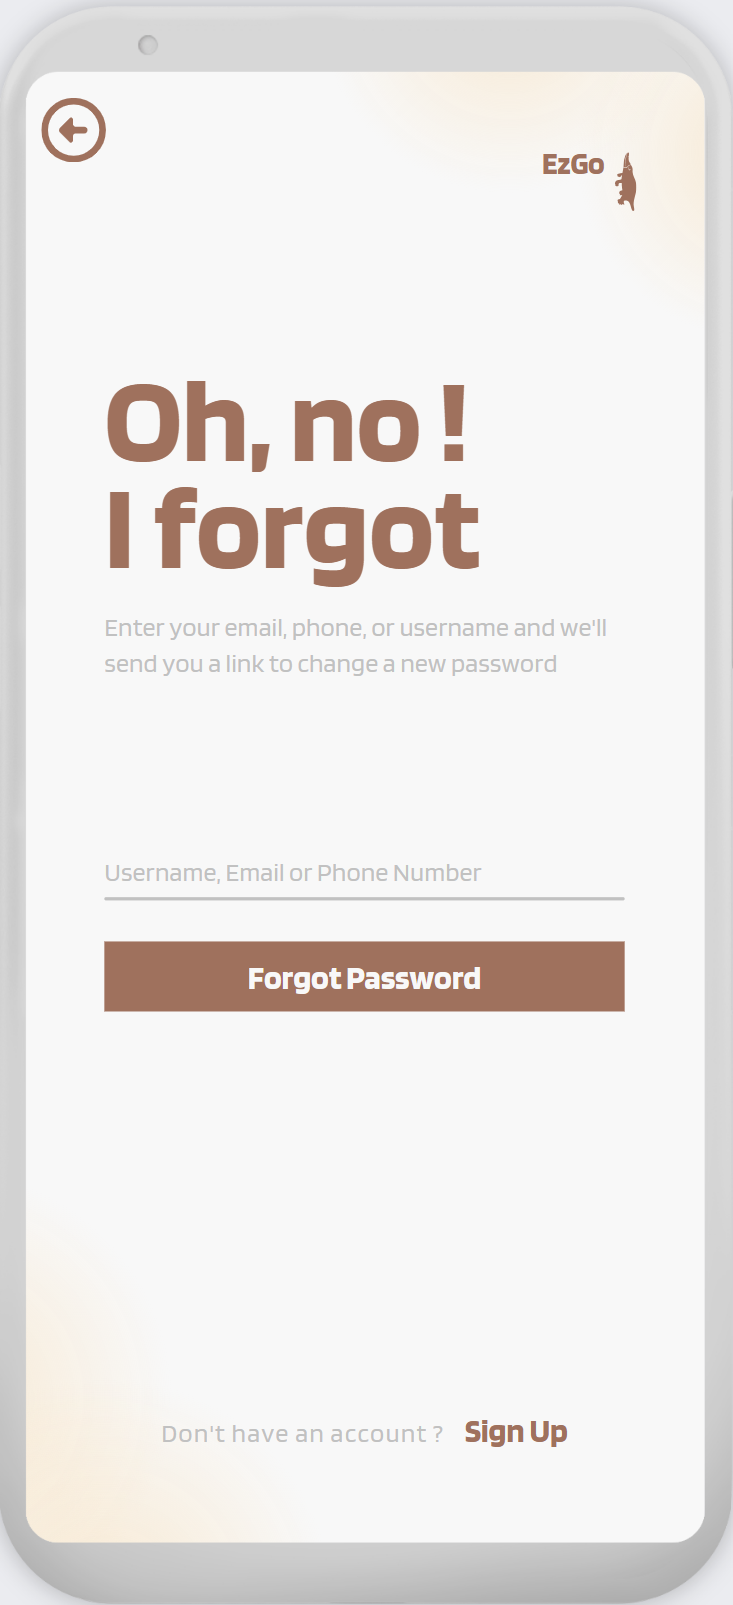 EzGo
Oh, no !
I forgot
Enter your email, phone, or username and we'll
send you a link to change a new password
Username, Email or Phone Number
Forgot Password
Don't have an account ? Sign Up